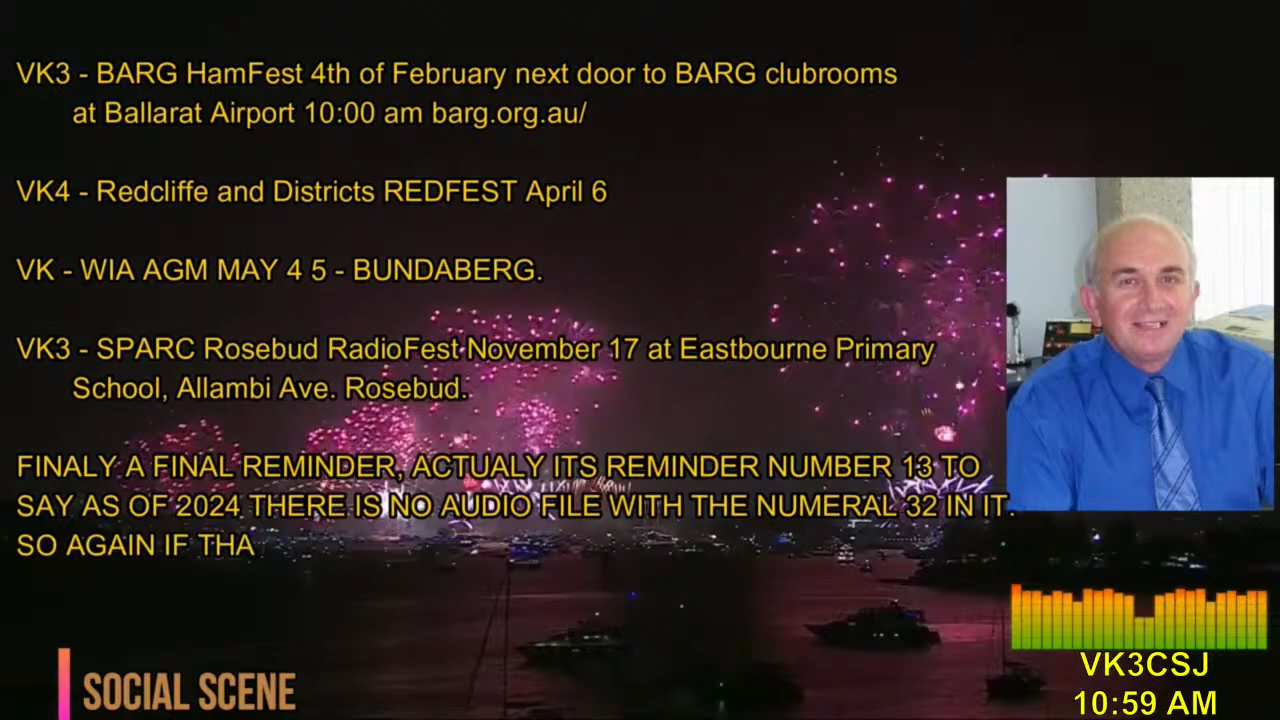 VK3 - BARG HamFest 4th of February next door to BARG clubrooms
at Ballarat Airport 10:00 am barg.org.au/
VK4 - Redcliffe and Districts REDFEST April 6
VK - WIA AGM MAY 4 5 - BUNDABERG.
VK3 - SPARC Rosebud RadioFest November 17 at Eastbourne Primary
School, Allambi Ave. Rosebud.
FINALY A FINAL REMINDER, ACTUALY ITS REMINDER NUMBER 13 TO
SAY AS OF 2024 THERE IS NO AUDIO FILE WITH THE NUMERAL 32 IN IT.
SO AGAIN IF THA
SOCIAL SCENE
VK3CSJ
10:59 AM